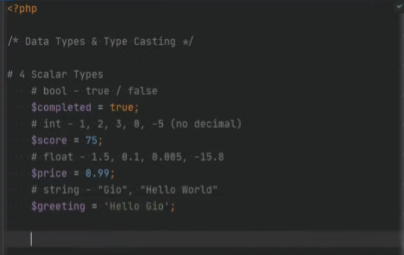 <?php
/* Data Types & Type Casting */
# 4 Scalar Types
# bool - true / false
$completed = true;
# int - 1, 2, 3, 0, -5 (no decimal)
$score = 75;
# float - 1.5, 0.1, 0.005, -15.8
$price = 0.99;
# string - "Gio", "Hello World"
$greeting = 'Hello Gio';